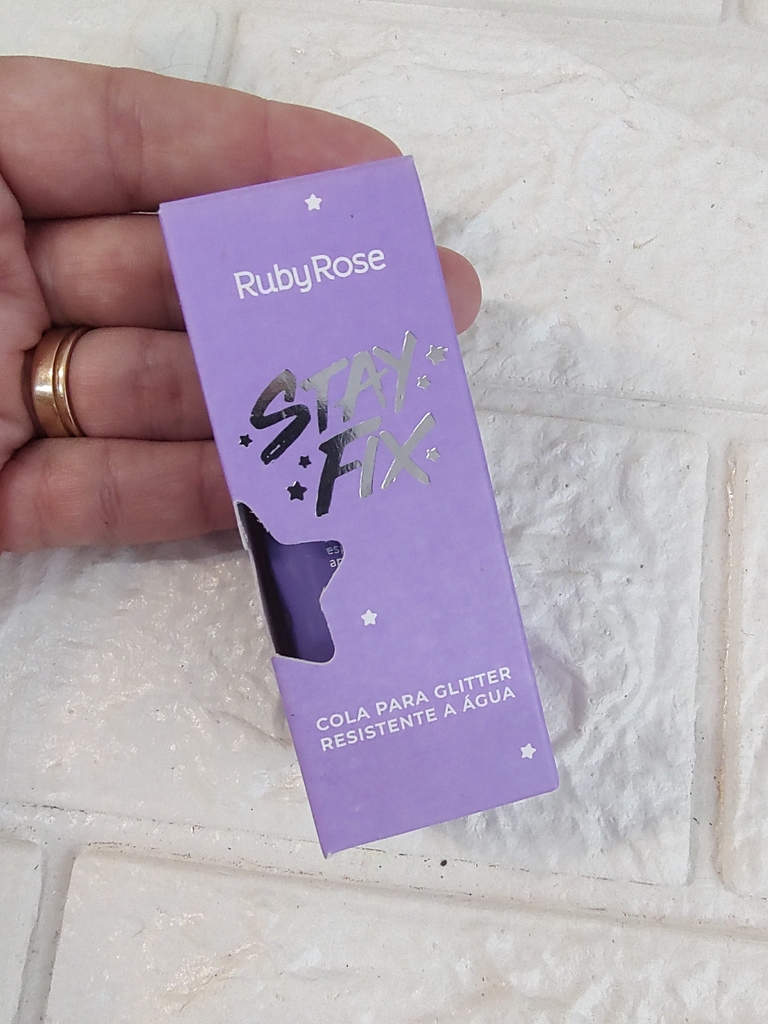 RubyRose
STAY
FIX
COLA PARA GLITTER
RESISTENTE A ÁGUA